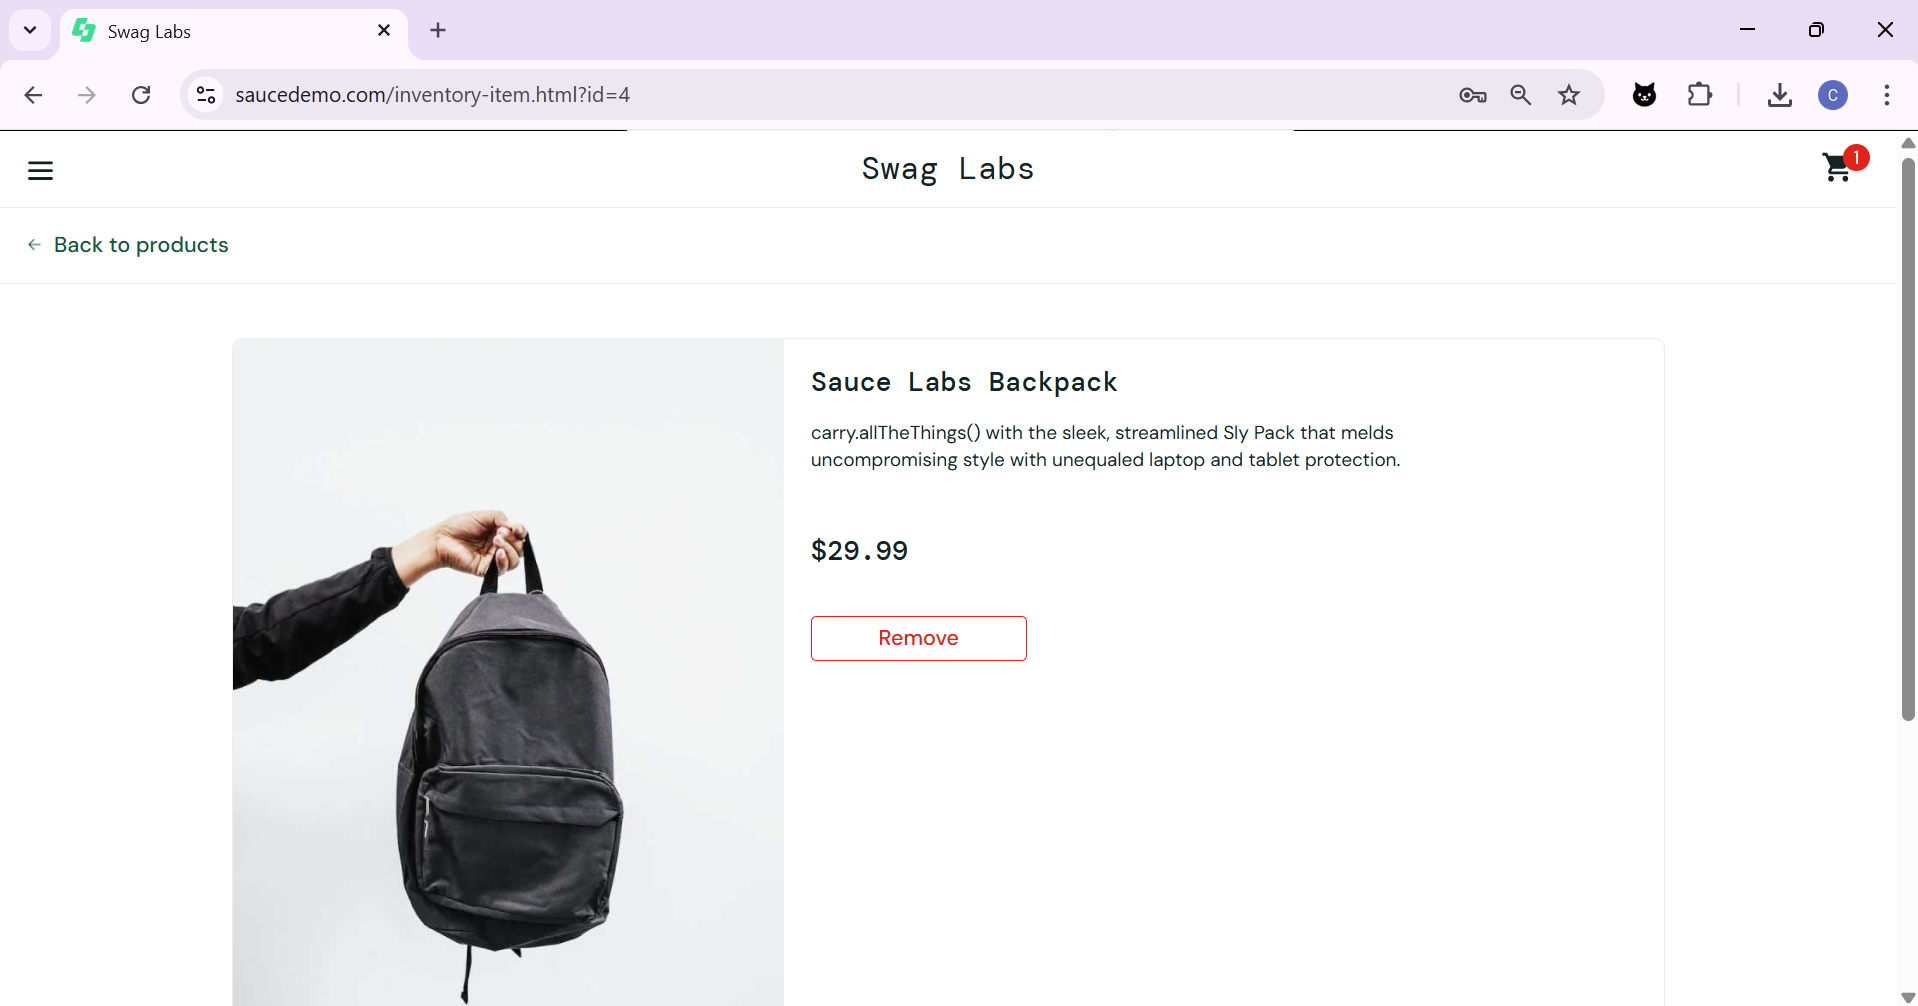 Swag Labs
saucedemo.com/inventory-item.html?id=4
C
Swag Labs
1
Back to products
Sauce Labs Backpack
carry.allTheThings() with the sleek, streamlined Sly Pack that melds
uncompromising style with unequaled laptop and tablet protection.
$29.99
Remove